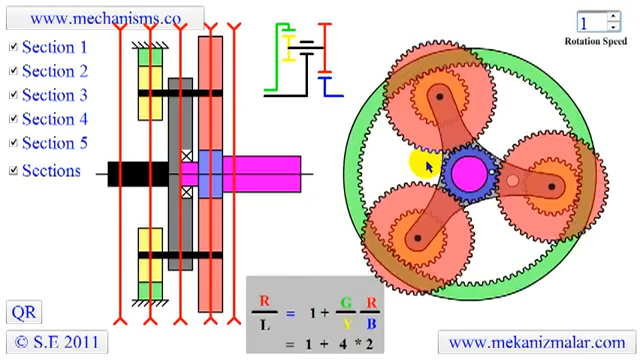 www.mechanisms.co
Section 1
Section 2
Section 3
Section 4
Section 5
Sections
1
Rotation Speed
R = 1 + G R
L Y B
= 1 + 4 * 2
QR
© S.E 2011
www.mekanizmalar.com